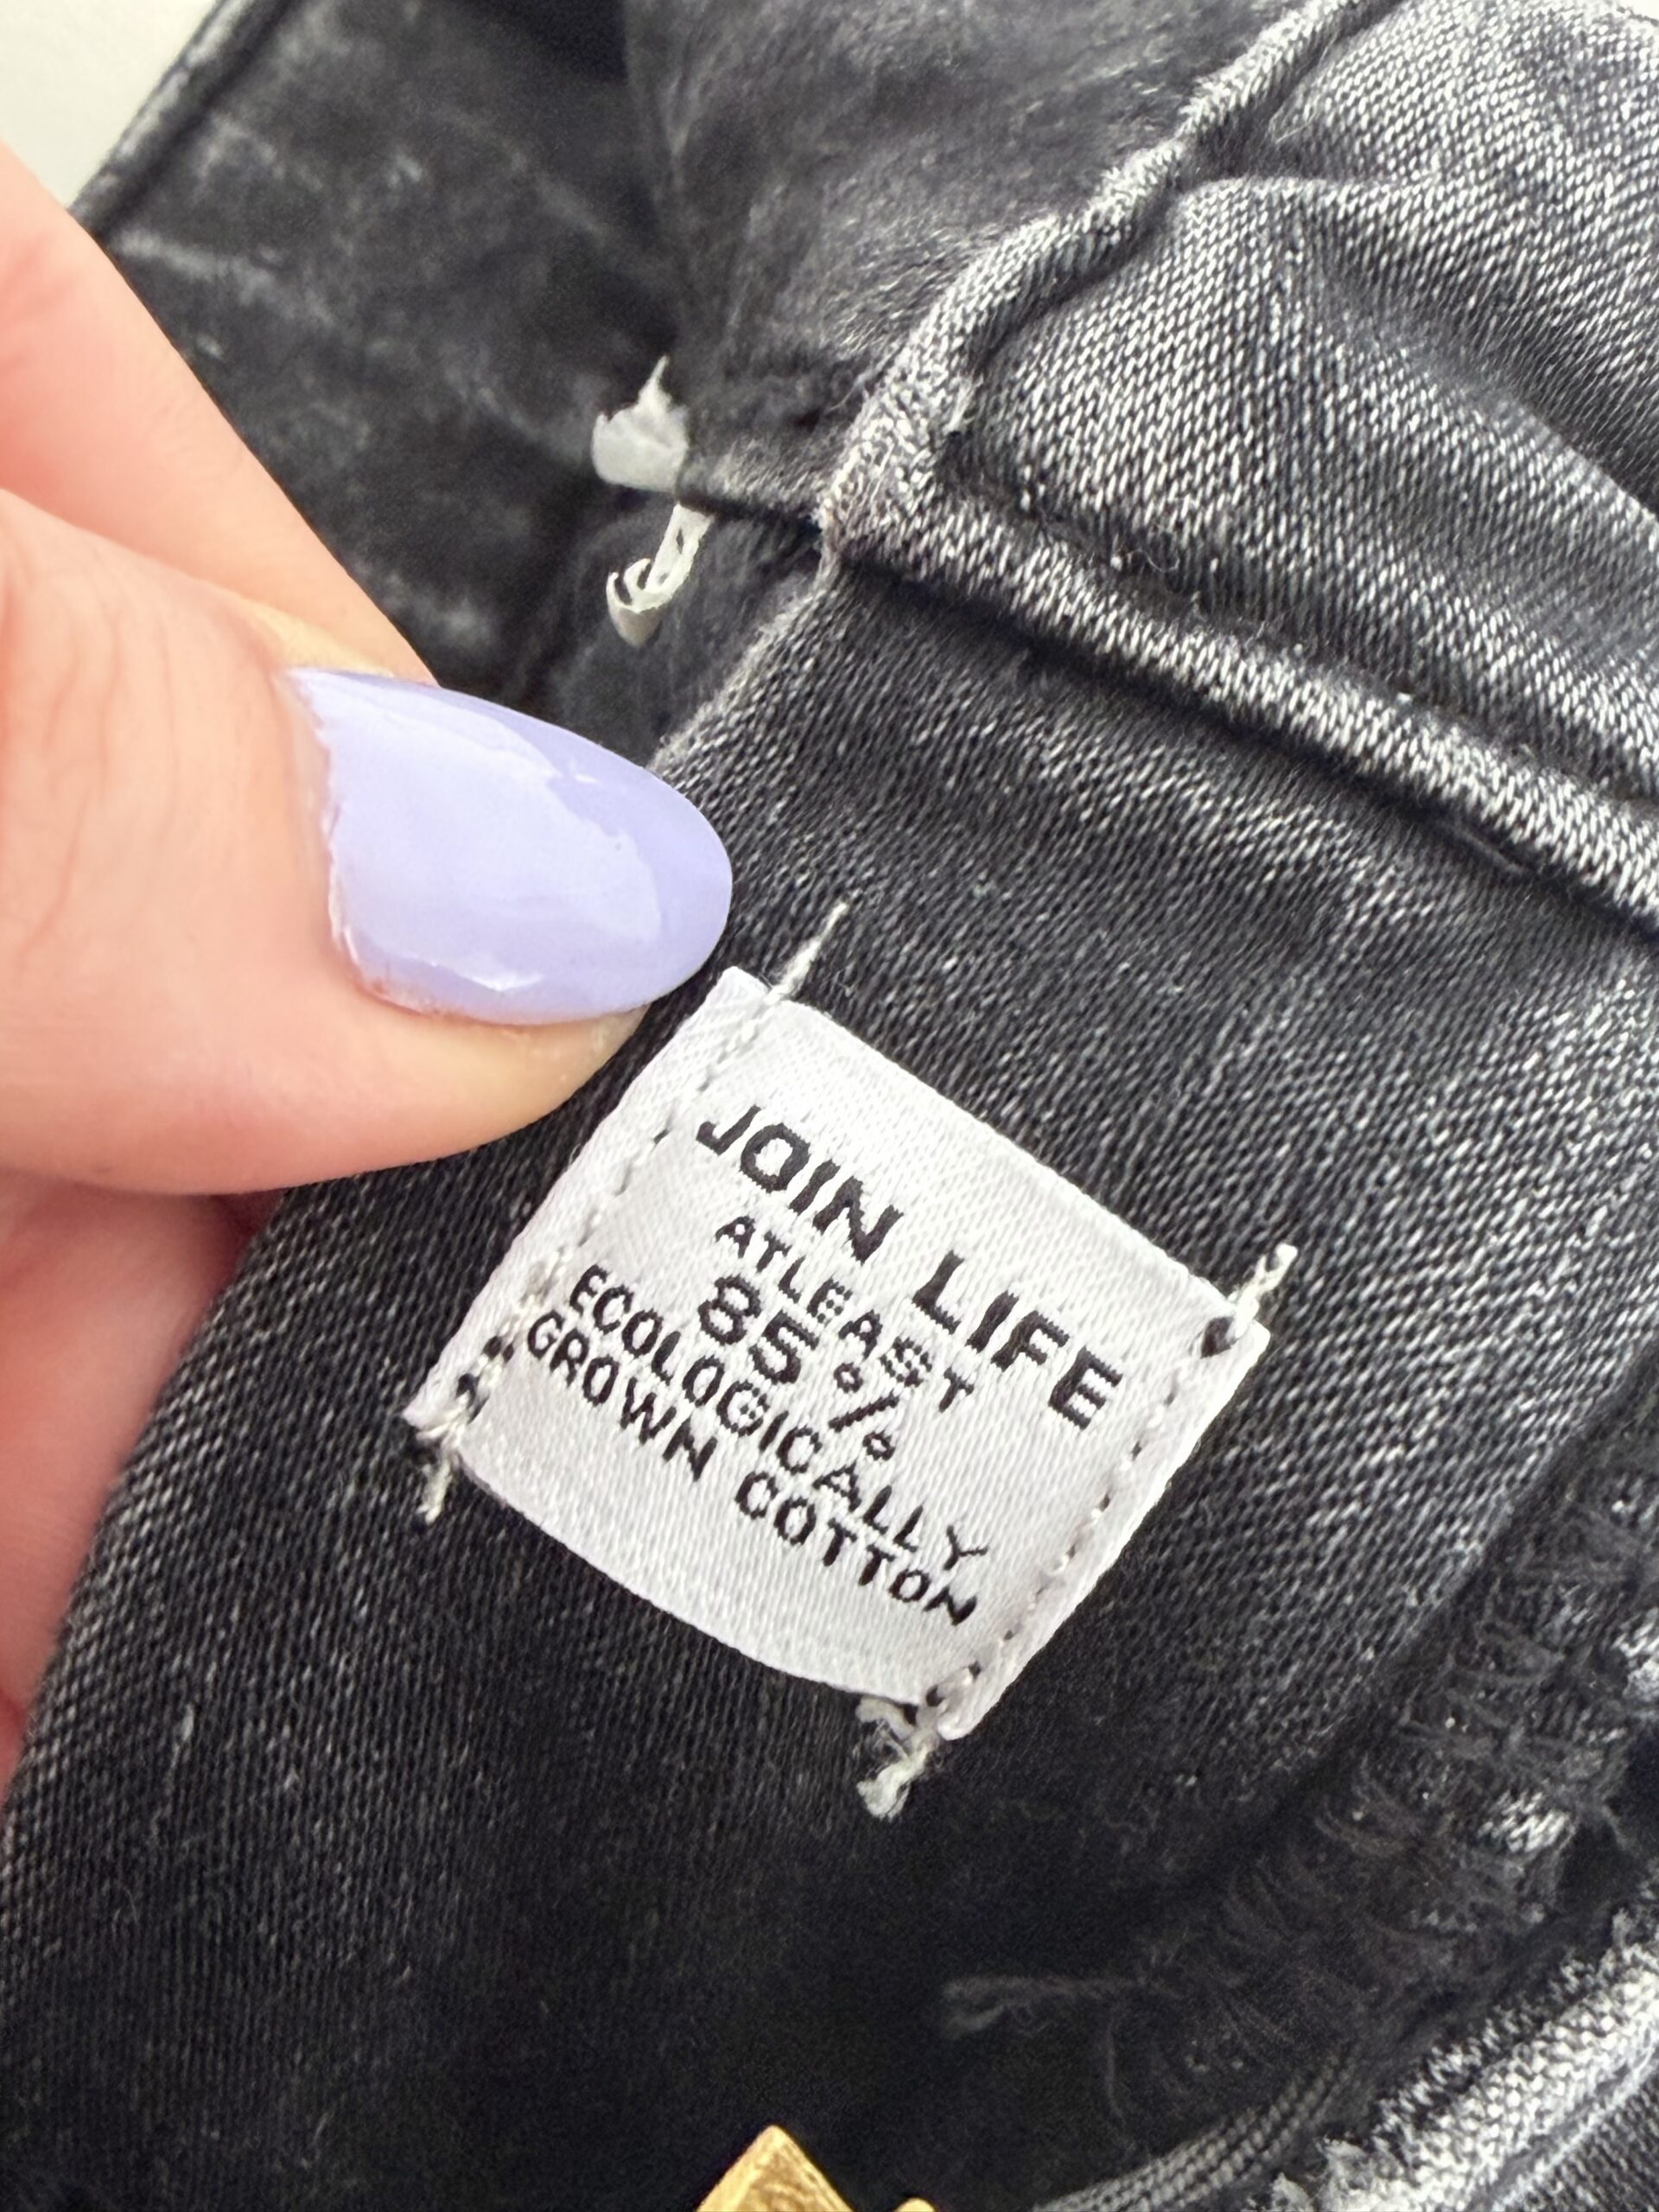 JOIN LIFE
ATLEAST
85%
ECOLOGICALLY
GROWN COTTON